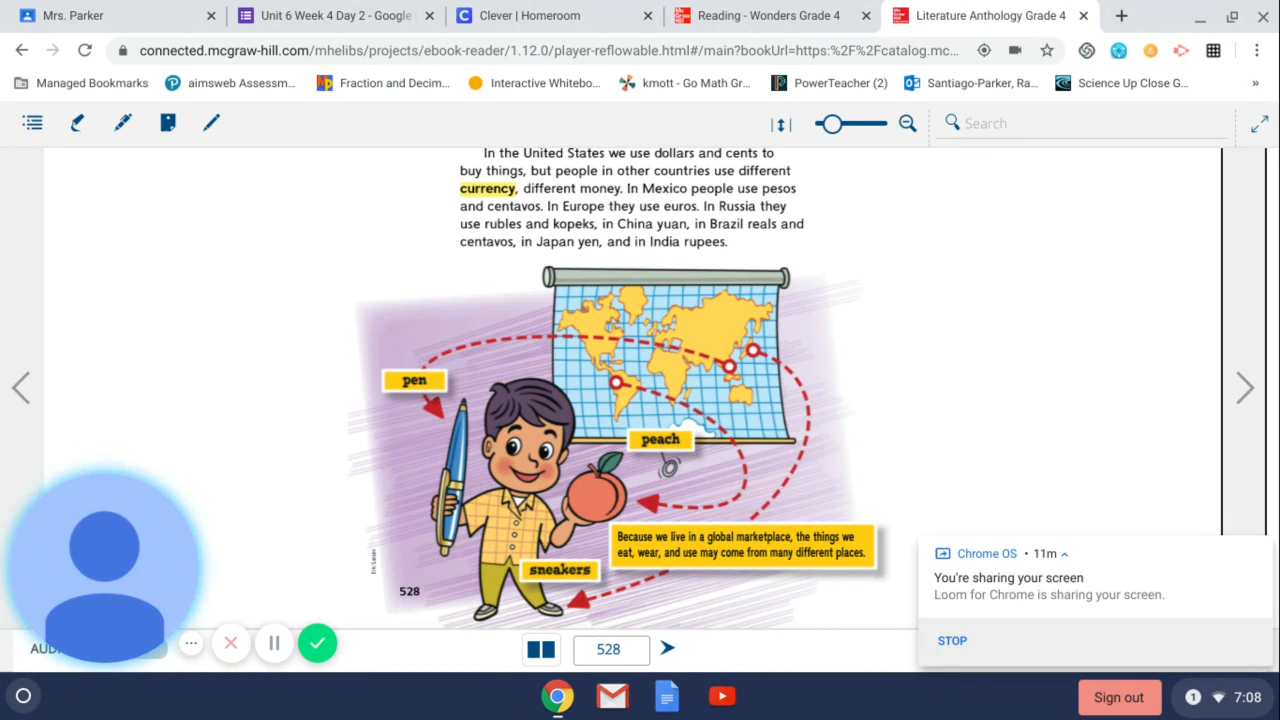 Mrs. Parker
Unit 6 Week 4 Day 2 - Google
Clever | Homeroom
Reading - Wonders Grade 4
Literature Anthology Grade 4
connected.mcgraw-hill.com/mhelibs/projects/ebook-reader/1.12.0/player-reflowable.html#/main?bookUrl=https:%2F%2Fcatalog.mc...
Managed Bookmarks
aimsweb Assessm...
Fraction and Decim...
Interactive Whitebo...
kmott - Go Math Gr...
PowerTeacher (2)
Santiago-Parker, Ra...
Science Up Close G...
»
Search
In the United States we use dollars and cents to
buy things, but people in other countries use different
currency, different money. In Mexico people use pesos
and centavos. In Europe they use euros. In Russia they
use rubles and kopeks, in China yuan, in Brazil reals and
centavos, in Japan yen, and in India rupees.
pen
peach
Because we live in a global marketplace, the things we
eat, wear, and use may come from many different places.
sneakers
Eric Larsen
528
Chrome OS • 11m
You're sharing your screen
Loom for Chrome is sharing your screen.
STOP
528
Sign out
1
7:08